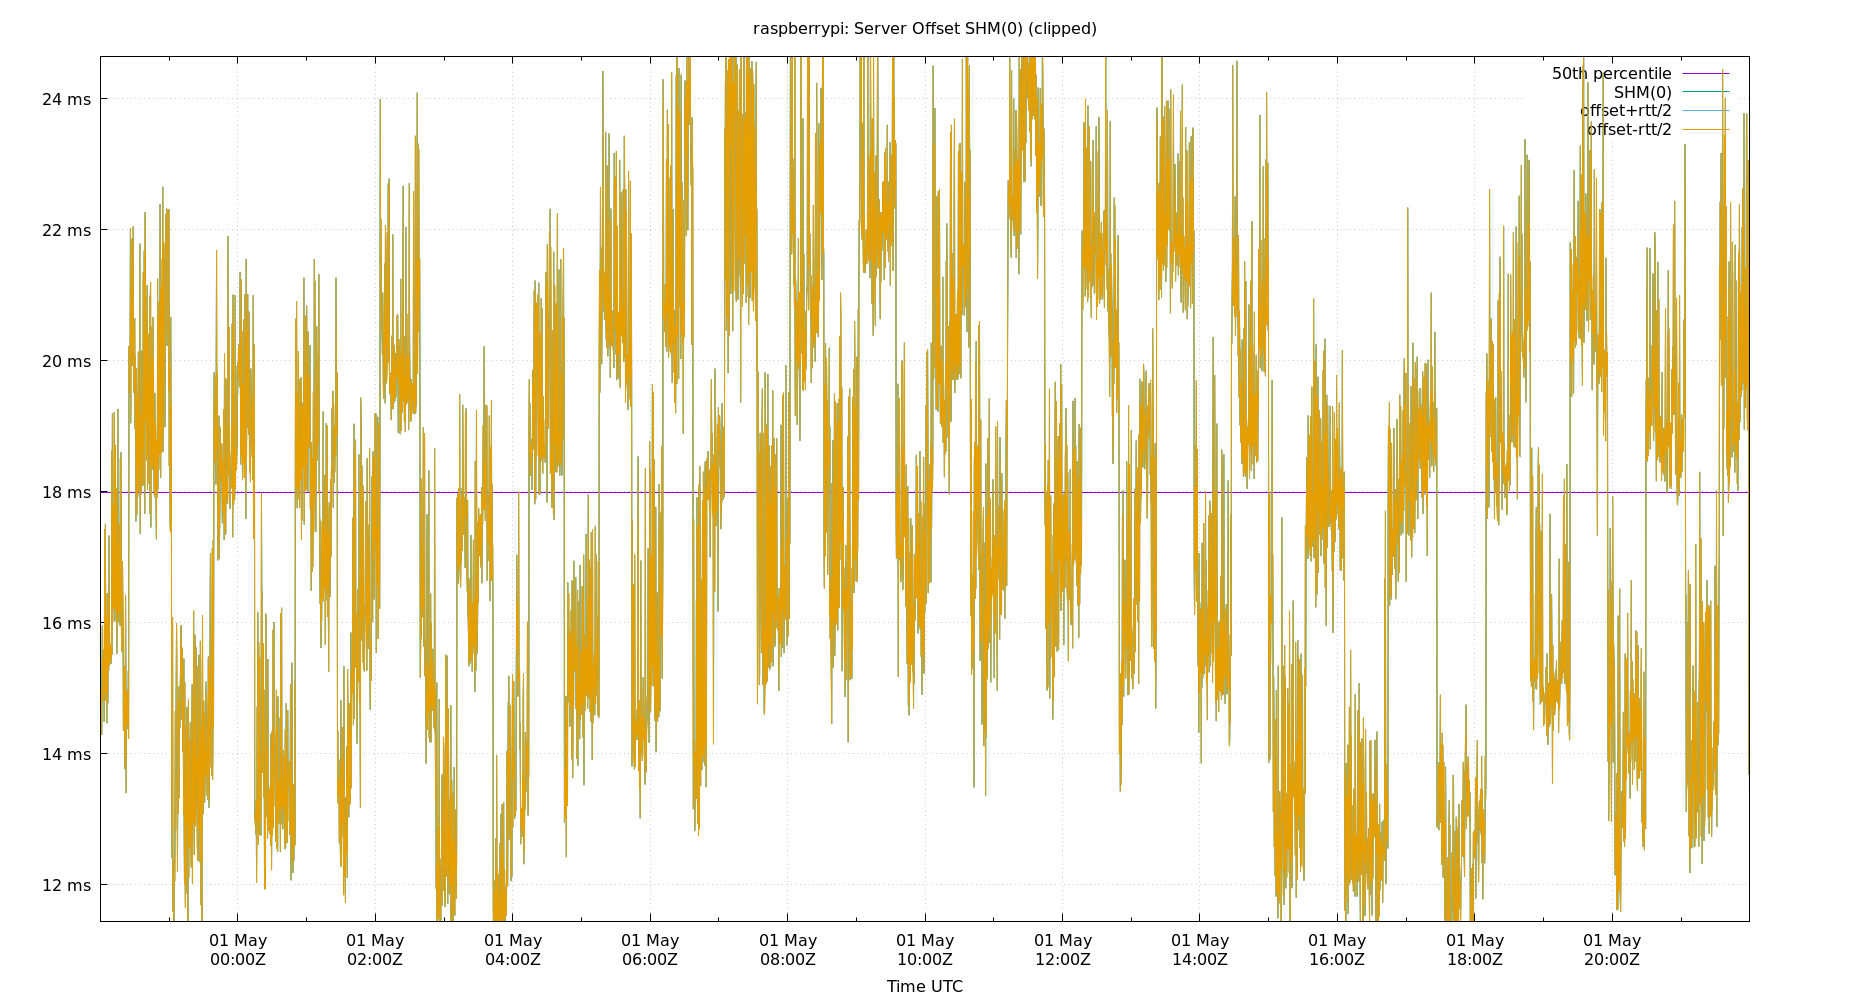 raspberrypi: Server Offset SHM(0) (clipped)
50th percentile
SHM(0)
offset+rtt/2
offset-rtt/2
24 ms
22 ms
20 ms
18 ms
16 ms
14 ms
12 ms
01 May 01 May 01 May 01 May 01 May 01 May 01 May 01 May 01 May 01 May 01 May
00:00Z 02:00Z 04:00Z 06:00Z 08:00Z 10:00Z 12:00Z 14:00Z 16:00Z 18:00Z 20:00Z
Time UTC